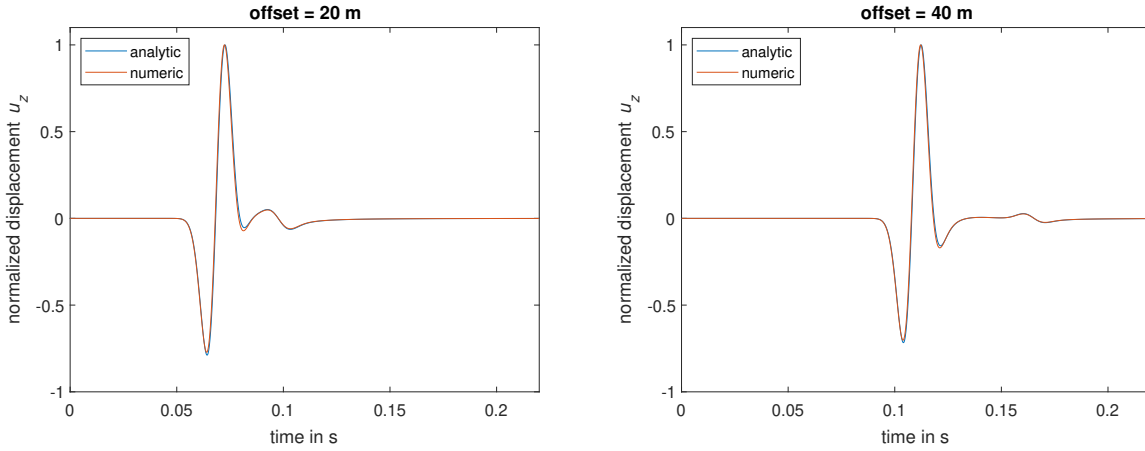 offset = 20 m
analytic
numeric
normalized displacement u_z
1
0.5
0
-0.5
-1
0
0.05
0.1
0.15
0.2
time in s
offset = 40 m
analytic
numeric
normalized displacement u_z
1
0.5
0
-0.5
-1
0
0.05
0.1
0.15
0.2
time in s